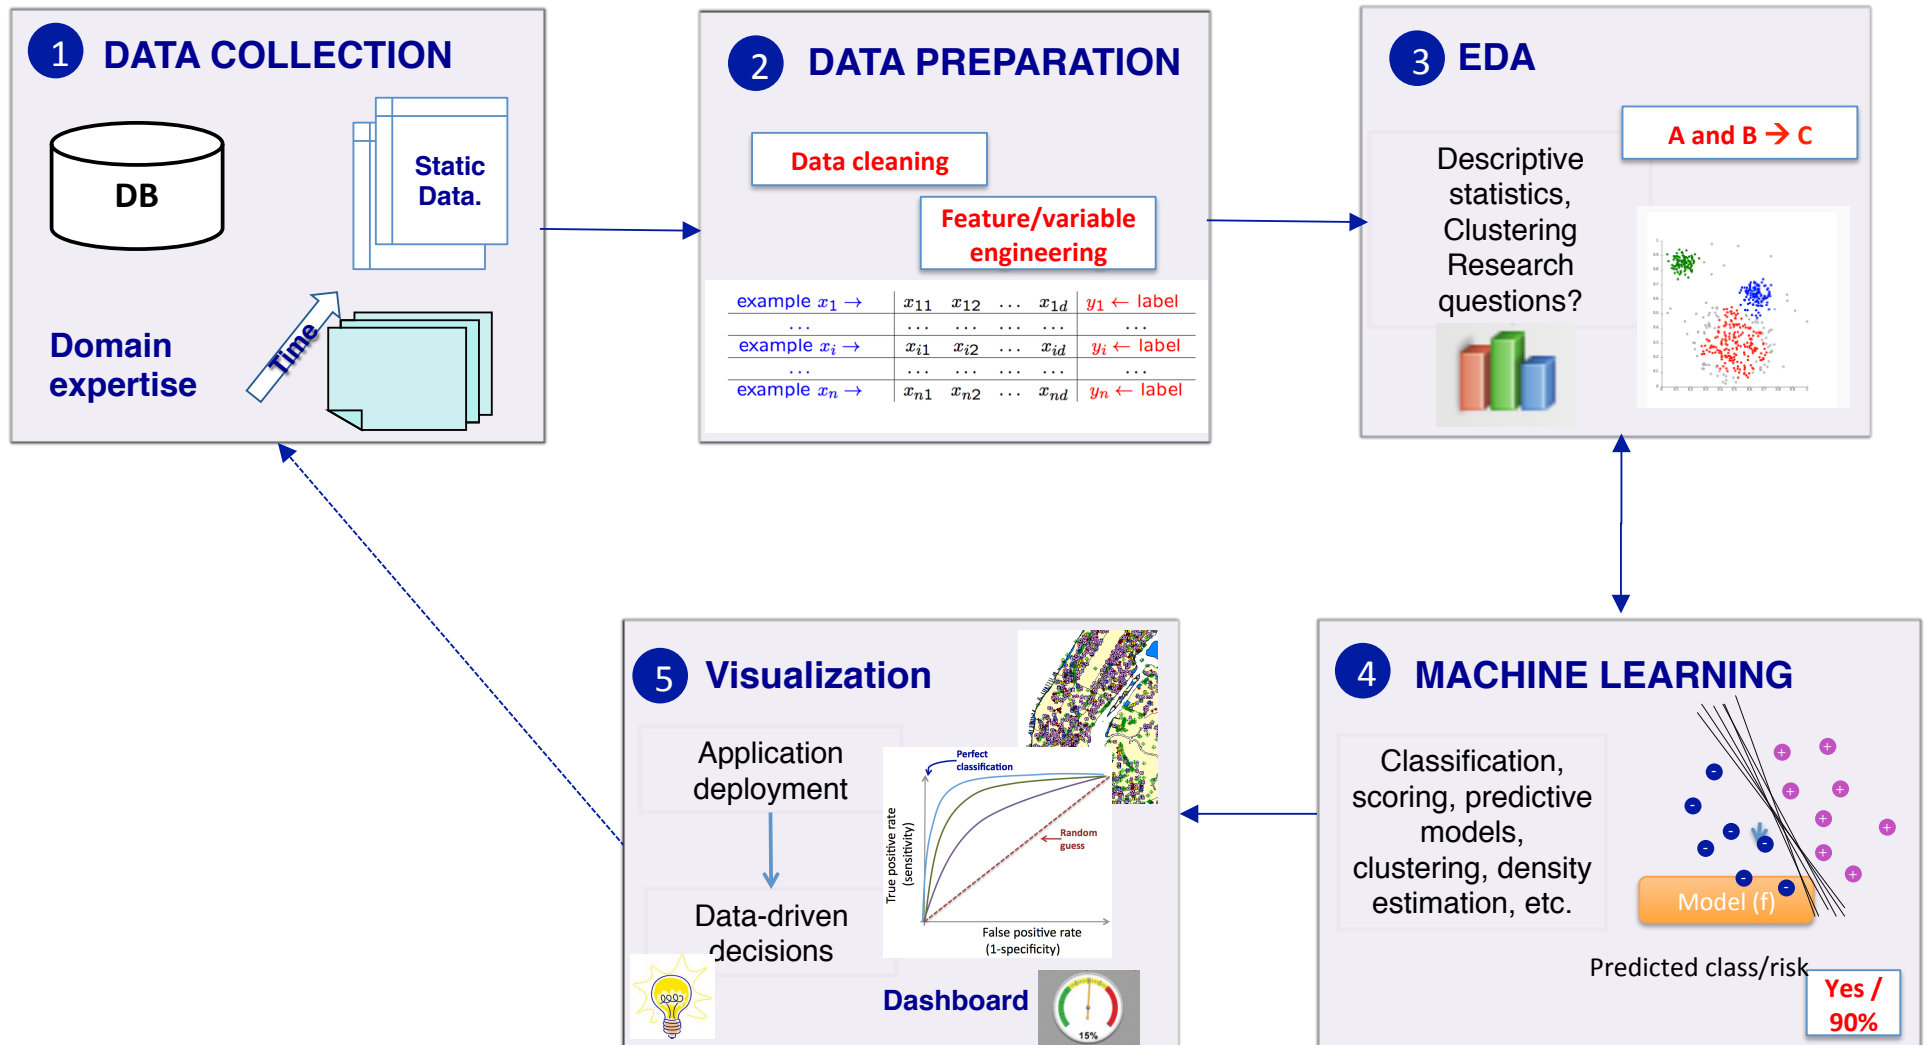 1 DATA COLLECTION
DB
Static
Data.
Domain
expertise
Time
2 DATA PREPARATION
Data cleaning
Feature/variable
engineering
example x₁ → x₁₁ x₁₂ … x₁d y₁ ← label
… … … … … …
example xᵢ → xᵢ₁ xᵢ₂ … xᵢd yᵢ ← label
… … … … … …
example xₙ → xₙ₁ xₙ₂ … xₙd yₙ ← label
3 EDA
A and B → C
Descriptive
statistics,
Clustering
Research
questions?
4 MACHINE LEARNING
Classification,
scoring, predictive
models,
clustering, density
estimation, etc.
Model (f)
Predicted class/risk
Yes /
90%
5 Visualization
Application
deployment
Data-driven
decisions
Perfect
classification
Random
guess
True positive rate
(sensitivity)
False positive rate
(1-specificity)
Dashboard
15%